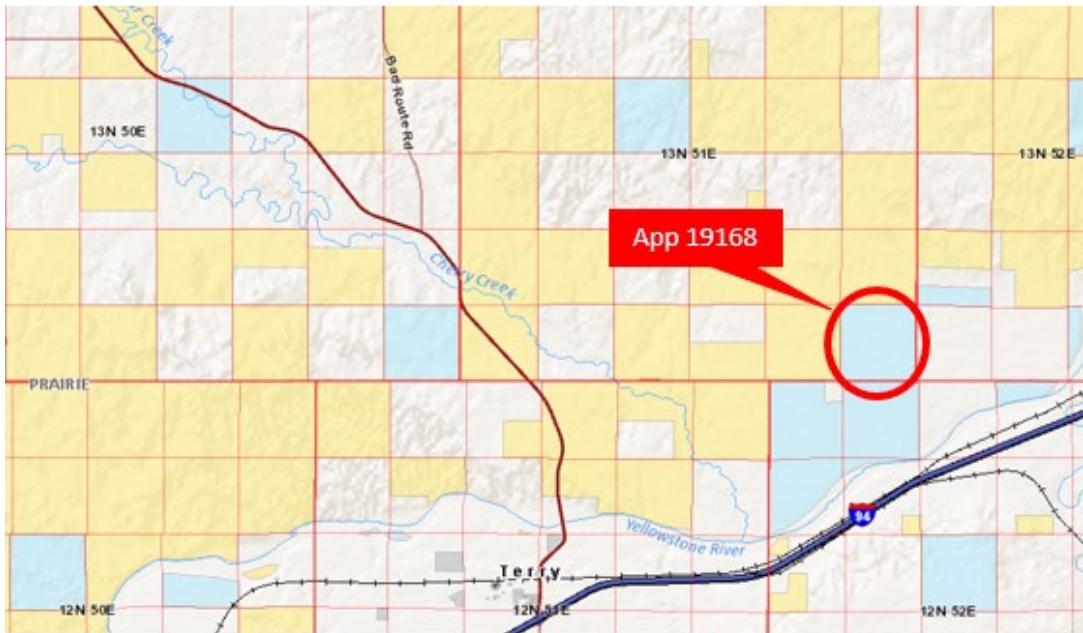 Creek
Bad Route Rd
13N 50E
13N 51E
13N 52E
App 19168
Cherry Creek
PRAIRIE
94
Yellowstone River
Terry
12N 50E
12N 51E
12N 52E